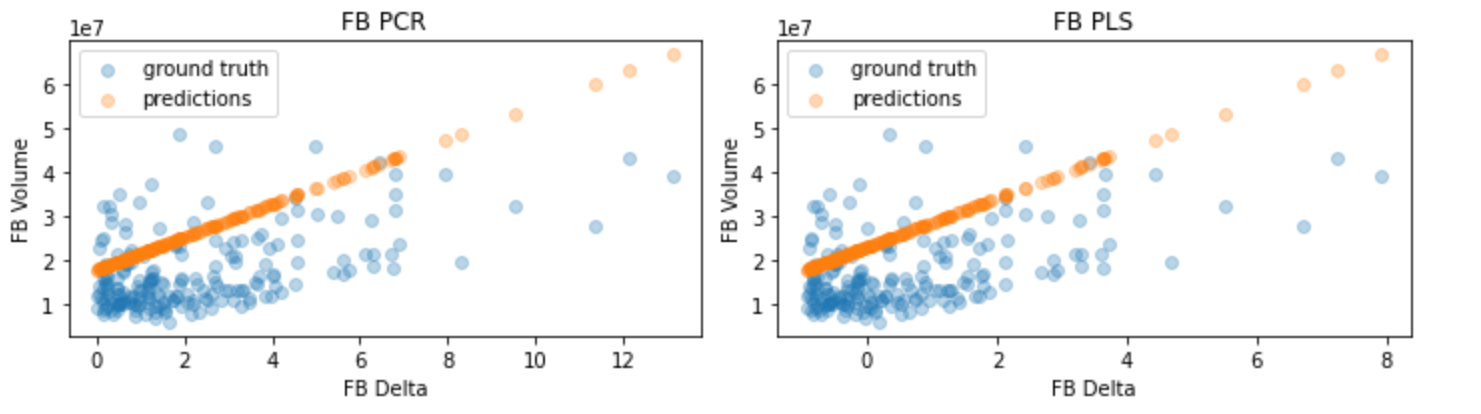 FB PCR
1e7
ground truth
predictions
6
5
4
3
2
1
FB Volume
0 2 4 6 8 10 12
FB Delta
FB PLS
1e7
ground truth
predictions
6
5
4
3
2
1
FB Volume
0 2 4 6 8
FB Delta